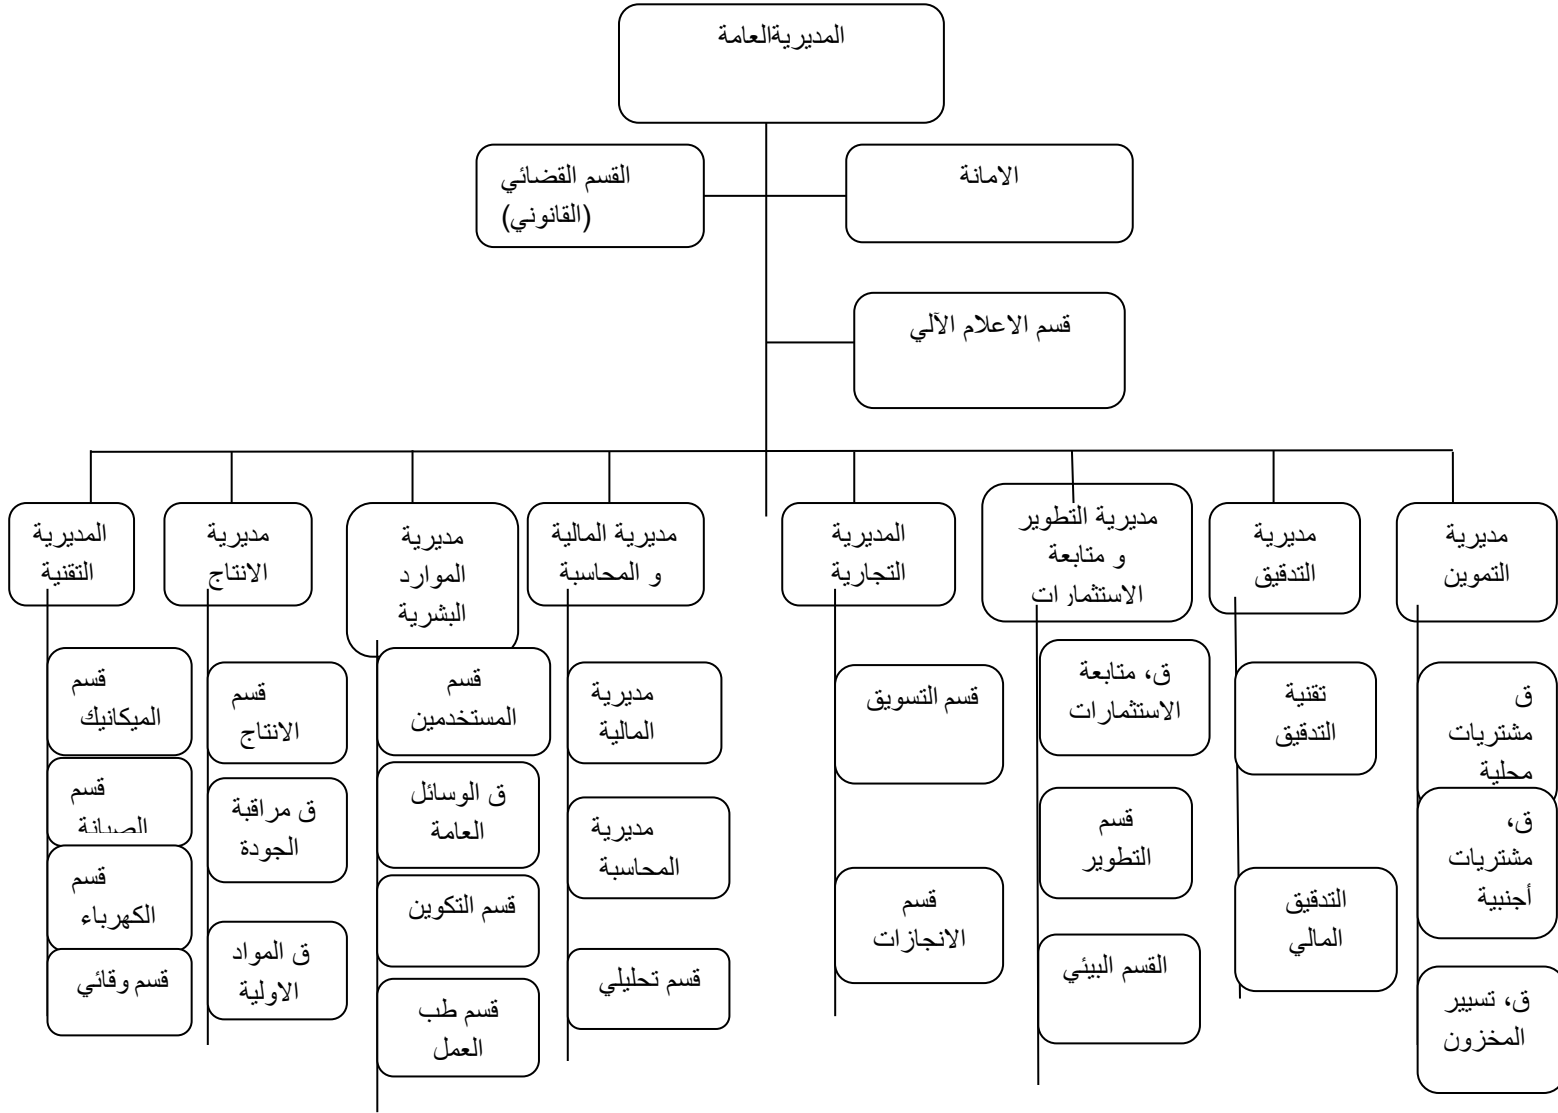 المديريةالعامة
الامانة
القسم القضائي
(القانوني)
قسم الاعلام الآلي
مديرية
التموين
مديرية
التدقيق
مديرية التطوير
و متابعة
الاستثمارات
المديرية
التجارية
مديرية المالية
و المحاسبة
مديرية
الموارد
البشرية
مديرية
الانتاج
المديرية
التقنية
ق
مشتريات
محلية
ق،
مشتريات
أجنبية
ق، تسيير
المخزون
تقنية
التدقيق
التدقيق
المالي
ق، متابعة
الاستثمارات
قسم
التطوير
القسم البيئي
قسم التسويق
قسم
الانجازات
مديرية
المالية
مديرية
المحاسبة
قسم تحليلي
قسم
المستخدمين
ق الوسائل
العامة
قسم التكوين
قسم طب
العمل
قسم
الانتاج
ق مراقبة
الجودة
ق المواد
الاولية
قسم
الميكانيك
قسم
الصيانة
قسم
الكهرباء
قسم وقائي